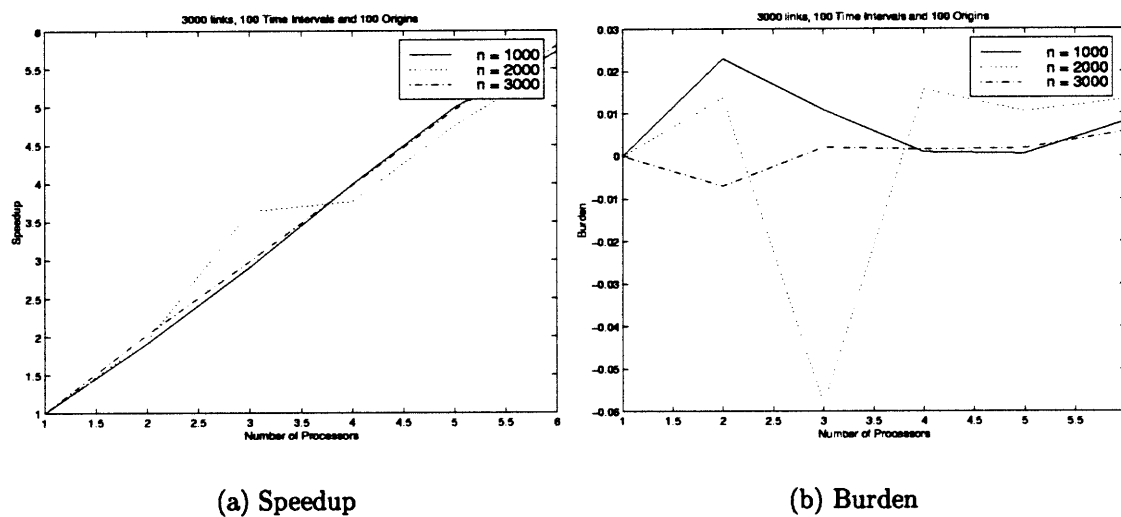 3000 links, 100 Time Intervals and 100 Origins
6
5.5
5
4.5
4
3.5
3
2.5
2
1.5
1
Speedup
n = 1000
n = 2000
n = 3000
1 1.5 2 2.5 3 3.5 4 4.5 5 5.5 6
Number of Processors
(a) Speedup
3000 links, 100 Time Intervals and 100 Origins
0.03
0.02
0.01
0
-0.01
-0.02
-0.03
-0.04
-0.05
-0.06
Burden
n = 1000
n = 2000
n = 3000
1 1.5 2 2.5 3 3.5 4 4.5 5 5.5
Number of Processors
(b) Burden